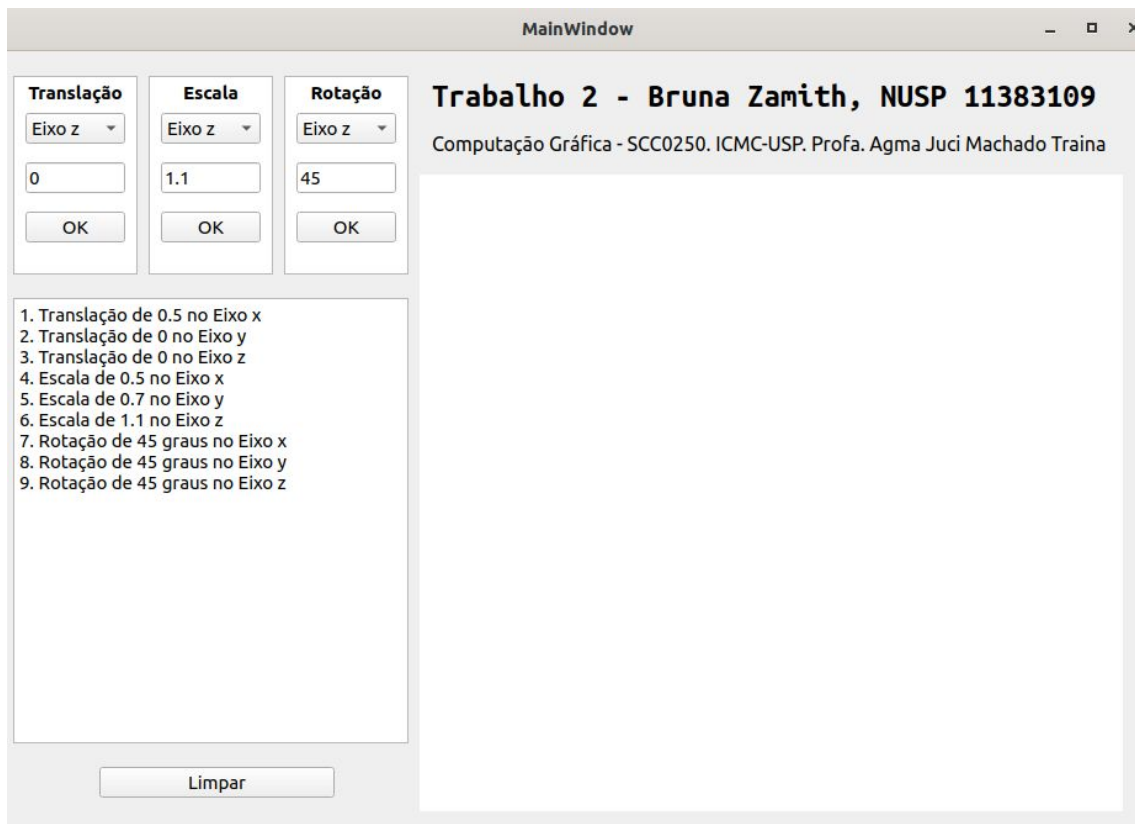 MainWindow
Translação
Eixo z
0
OK
Escala
Eixo z
1.1
OK
Rotação
Eixo z
45
OK
1. Translação de 0.5 no Eixo x
2. Translação de 0 no Eixo y
3. Translação de 0 no Eixo z
4. Escala de 0.5 no Eixo x
5. Escala de 0.7 no Eixo y
6. Escala de 1.1 no Eixo z
7. Rotação de 45 graus no Eixo x
8. Rotação de 45 graus no Eixo y
9. Rotação de 45 graus no Eixo z
Limpar
Trabalho 2 - Bruna Zamith, NUSP 11383109
Computação Gráfica - SCC0250. ICMC-USP. Profa. Agma Juci Machado Traina